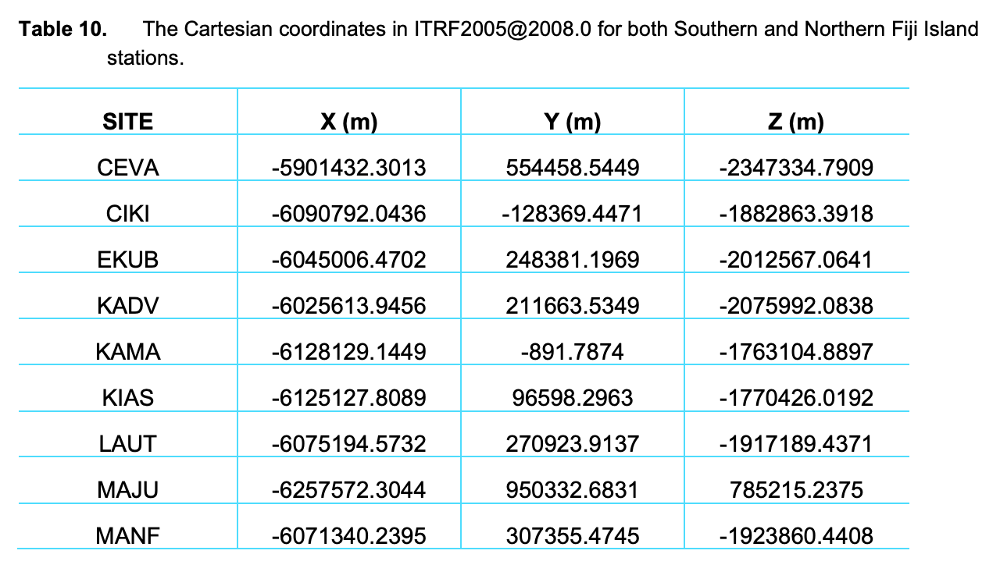 Table 10. The Cartesian coordinates in ITRF2005@2008.0 for both Southern and Northern Fiji Island
stations.
SITE X (m) Y (m) Z (m)
CEVA -5901432.3013 554458.5449 -2347334.7909
CIKI -6090792.0436 -128369.4471 -1882863.3918
EKUB -6045006.4702 248381.1969 -2012567.0641
KADV -6025613.9456 211663.5349 -2075992.0838
KAMA -6128129.1449 -891.7874 -1763104.8897
KIAS -6125127.8089 96598.2963 -1770426.0192
LAUT -6075194.5732 270923.9137 -1917189.4371
MAJU -6257572.3044 950332.6831 785215.2375
MANF -6071340.2395 307355.4745 -1923860.4408